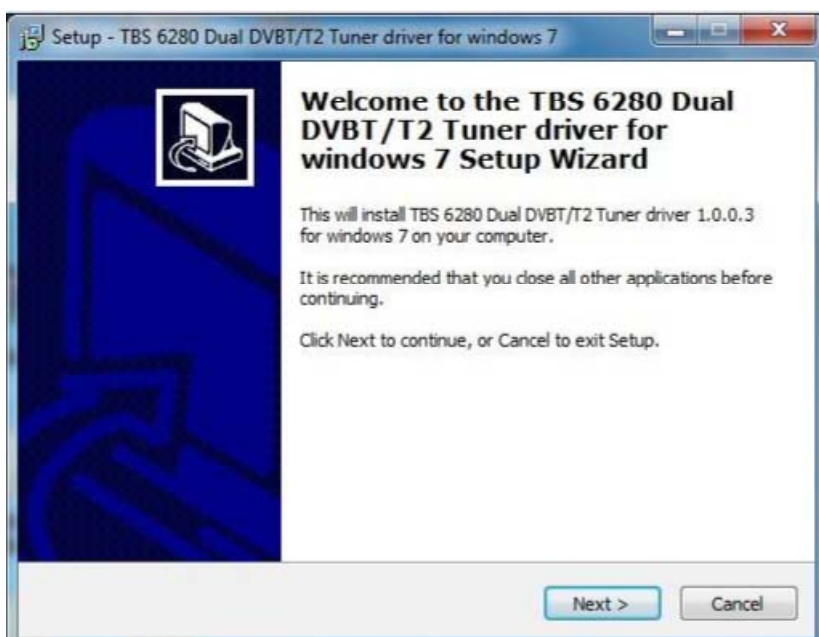 Setup - TBS 6280 Dual DVBT/T2 Tuner driver for windows 7
Welcome to the TBS 6280 Dual
DVBT/T2 Tuner driver for
windows 7 Setup Wizard
This will install TBS 6280 Dual DVBT/T2 Tuner driver 1.0.0.3
for windows 7 on your computer.
It is recommended that you close all other applications before
continuing.
Click Next to continue, or Cancel to exit Setup.
Next >
Cancel